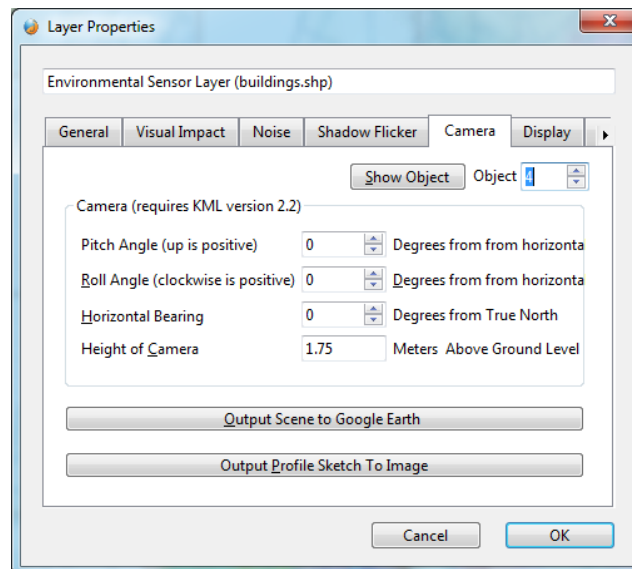 Layer Properties
Environmental Sensor Layer (buildings.shp)
General Visual Impact Noise Shadow Flicker Camera Display
Show Object Object 4
Camera (requires KML version 2.2)
Pitch Angle (up is positive) 0 Degrees from from horizonta
Roll Angle (clockwise is positive) 0 Degrees from from horizonta
Horizontal Bearing 0 Degrees from True North
Height of Camera 1.75 Meters Above Ground Level
Output Scene to Google Earth
Output Profile Sketch To Image
Cancel OK